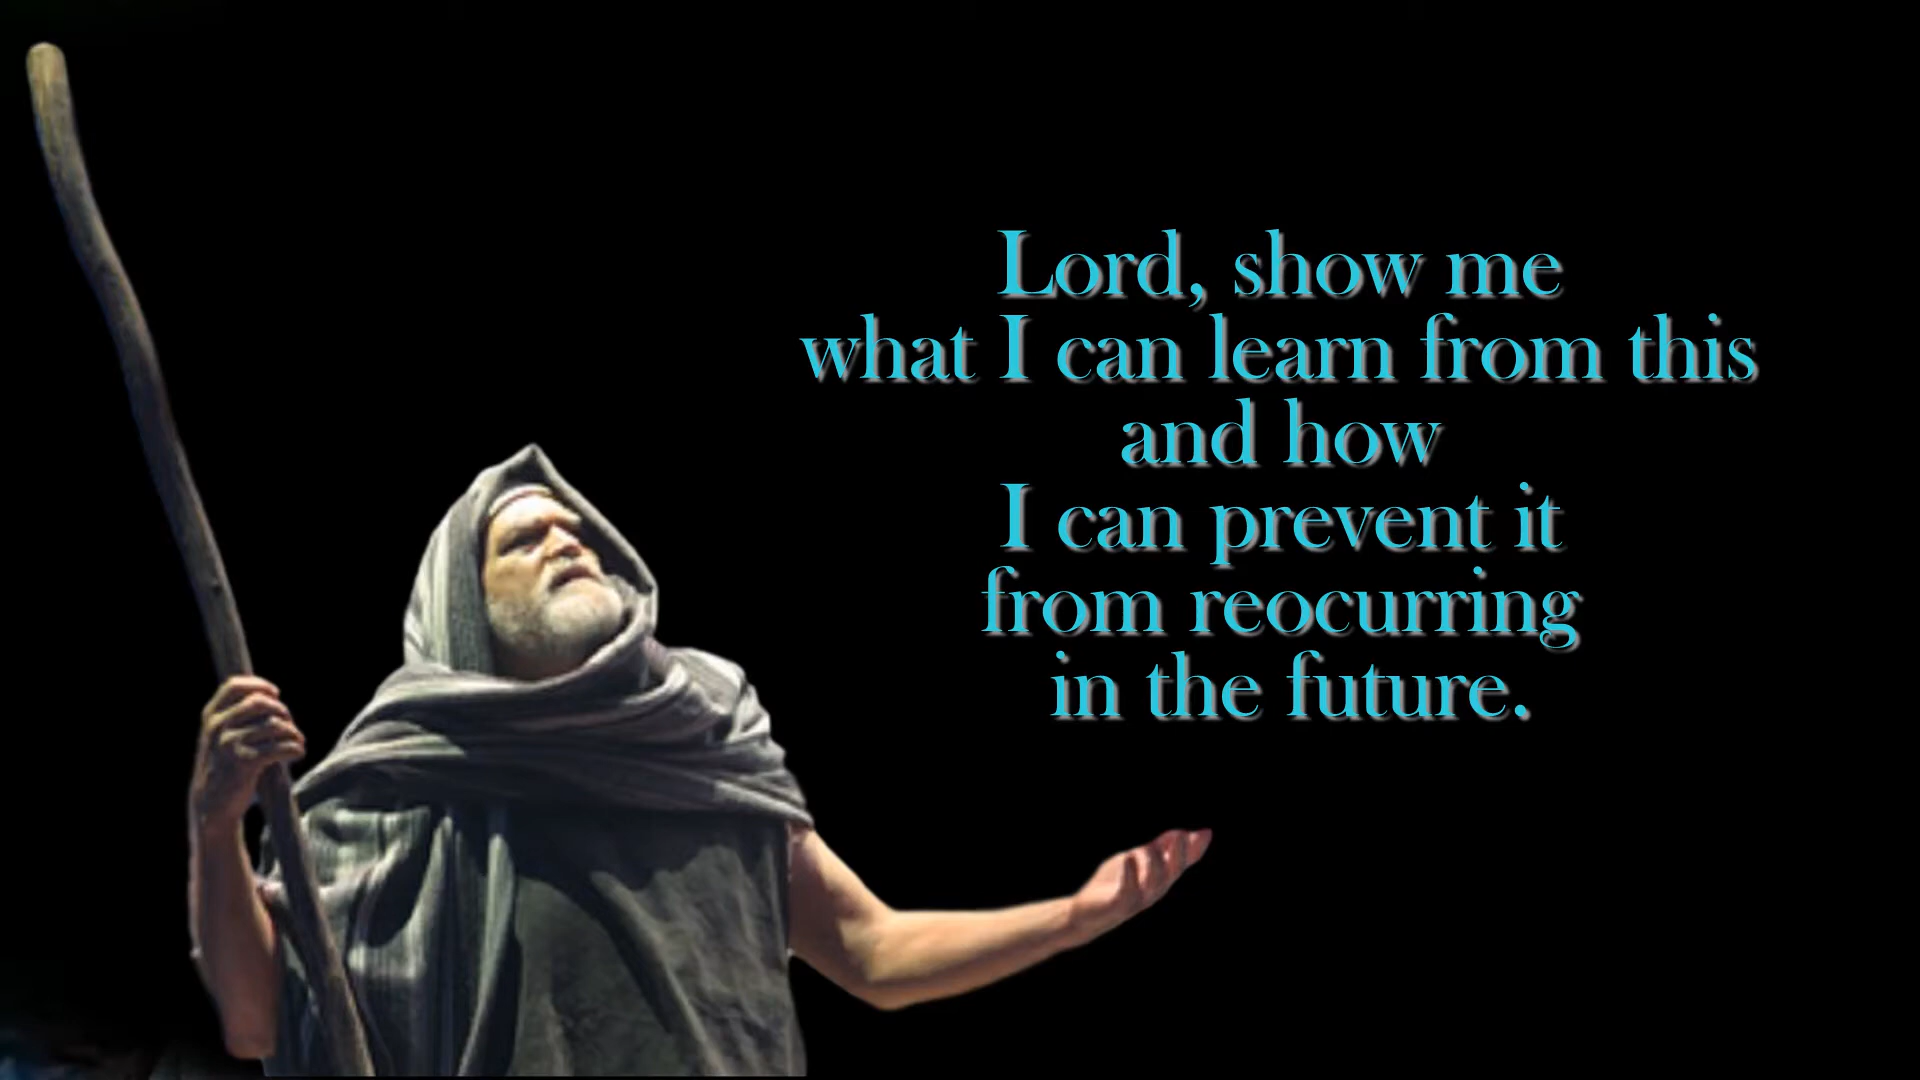 Lord, show me
what I can learn from this
and how
I can prevent it
from reocurring
in the future.